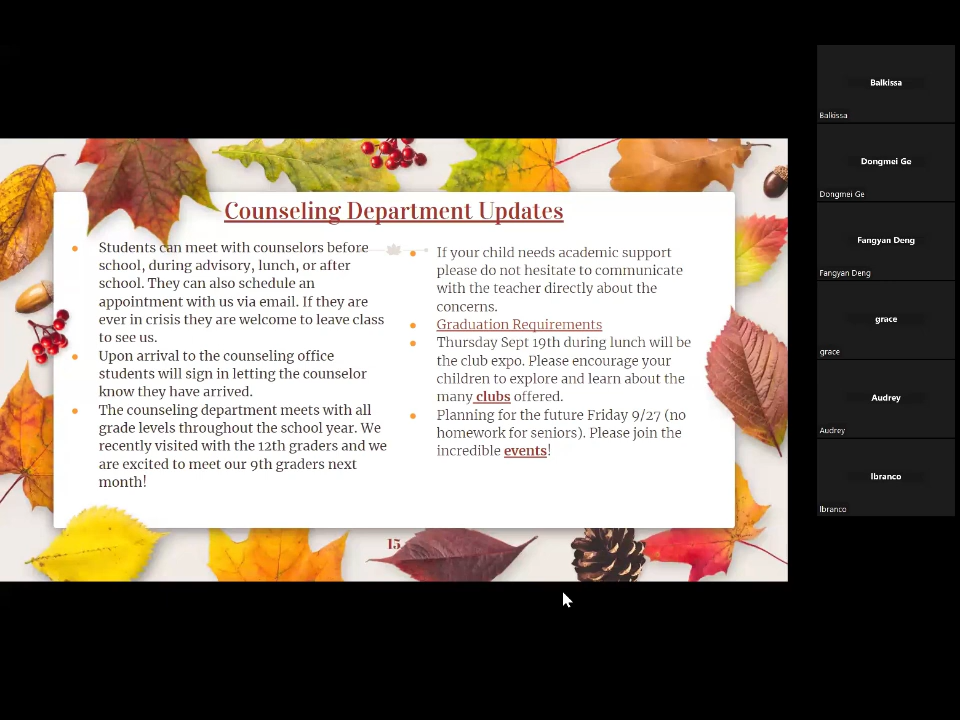 Counseling Department Updates
Students can meet with counselors before
school, during advisory, lunch, or after
school. They can also schedule an
appointment with us via email. If they are
ever in crisis they are welcome to leave class
to see us.
Upon arrival to the counseling office
students will sign in letting the counselor
know they have arrived.
The counseling department meets with all
grade levels throughout the school year. We
recently visited with the 12th graders and we
are excited to meet our 9th graders next
month!
If your child needs academic support
please do not hesitate to communicate
with the teacher directly about the
concerns.
Graduation Requirements
Thursday Sept 19th during lunch will be
the club expo. Please encourage your
children to explore and learn about the
many clubs offered.
Planning for the future Friday 9/27 (no
homework for seniors). Please join the
incredible events!
15
Balkissa
Balkissa
Dongmei Ge
Dongmei Ge
Fangyan Deng
Fangyan Deng
grace
grace
Audrey
Audrey
lbranco
lbranco